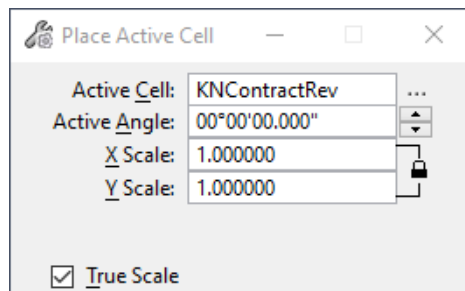 Place Active Cell
Active Cell: KNContractRev ...
Active Angle: 00°00'00.000"
X Scale: 1.000000
Y Scale: 1.000000
True Scale